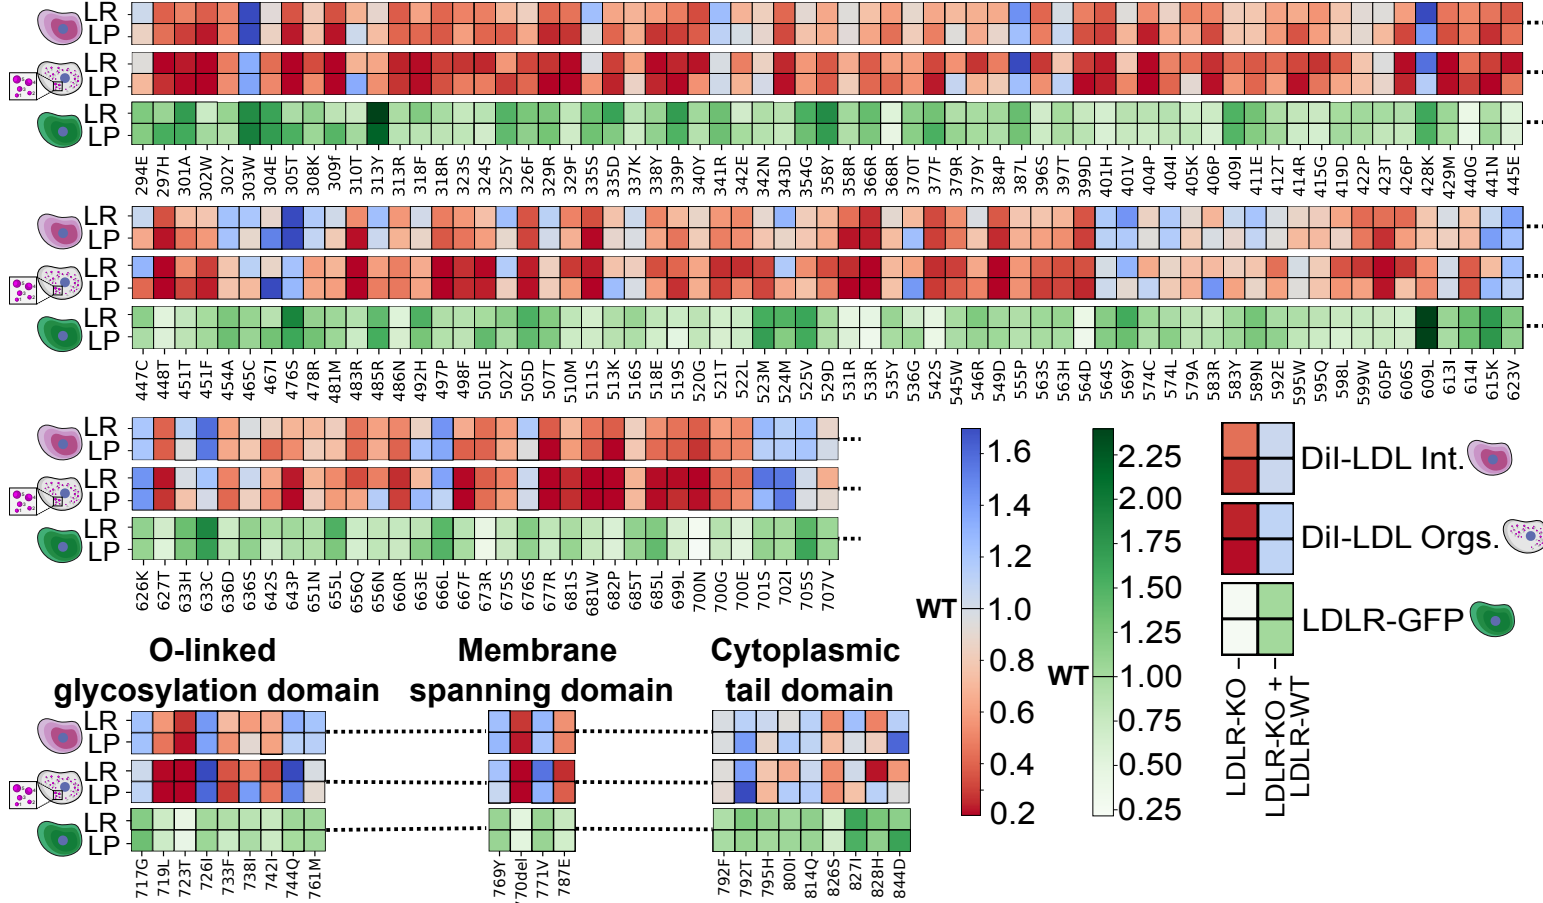 LR
LP
LR
LP
LR
LP
294E 297H 301A 302W 302Y 303W 304E 305T 308K 309f 310T 313Y 313R 318F 318R 323S 324S 325Y 326F 329R 329F 335S 335D 337K 338Y 339P 340Y 341R 342E 342N 343D 354G 358Y 358R 366R 368R 370T 377F 379R 379Y 384P 387L 396S 397T 399D 401H 401V 404P 404I 405K 406P 409I 411E 412T 414R 415G 419D 422P 423T 426P 428K 429M 440G 441N 445E
LR
LP
LR
LP
LR
LP
447C 448T 451T 451F 454A 465C 467I 476S 478R 481M 483R 485R 486N 492H 497P 498F 501E 502Y 505D 507T 510M 511S 513K 516S 518E 519S 520G 521T 522L 523M 524M 525V 529D 531R 533R 535Y 536G 542S 545W 546R 549D 555P 563S 563H 564D 564S 569Y 574C 574L 579A 583R 583Y 589N 592E 595W 595Q 598L 599W 605P 606S 609L 613I 614I 615K 623V
LR
LP
LR
LP
LR
LP
626K 627T 633H 633C 636D 636S 642S 643P 651N 655L 656Q 656N 660R 663E 666L 667F 673R 675S 676S 677R 681S 681W 682P 685T 685L 699L 700N 700G 700E 701S 702I 705S 707V
1.6
1.4
1.2
WT 1.0
0.8
0.6
0.4
0.2
2.25
2.00
1.75
1.50
1.25
WT 1.00
0.75
0.50
0.25
DiI-LDL Int.
DiI-LDL Orgs.
LDLR-GFP
LDLR-KO
LDLR-KO +
LDLR-WT
O-linked
glycosylation domain
Membrane
spanning domain
Cytoplasmic
tail domain
LR
LP
LR
LP
LR
LP
717G 719L 723T 726I 733F 738I 742I 744Q 761M
769Y 770del 771V 787E
792F 792T 795H 800I 814Q 826S 827I 828H 844D